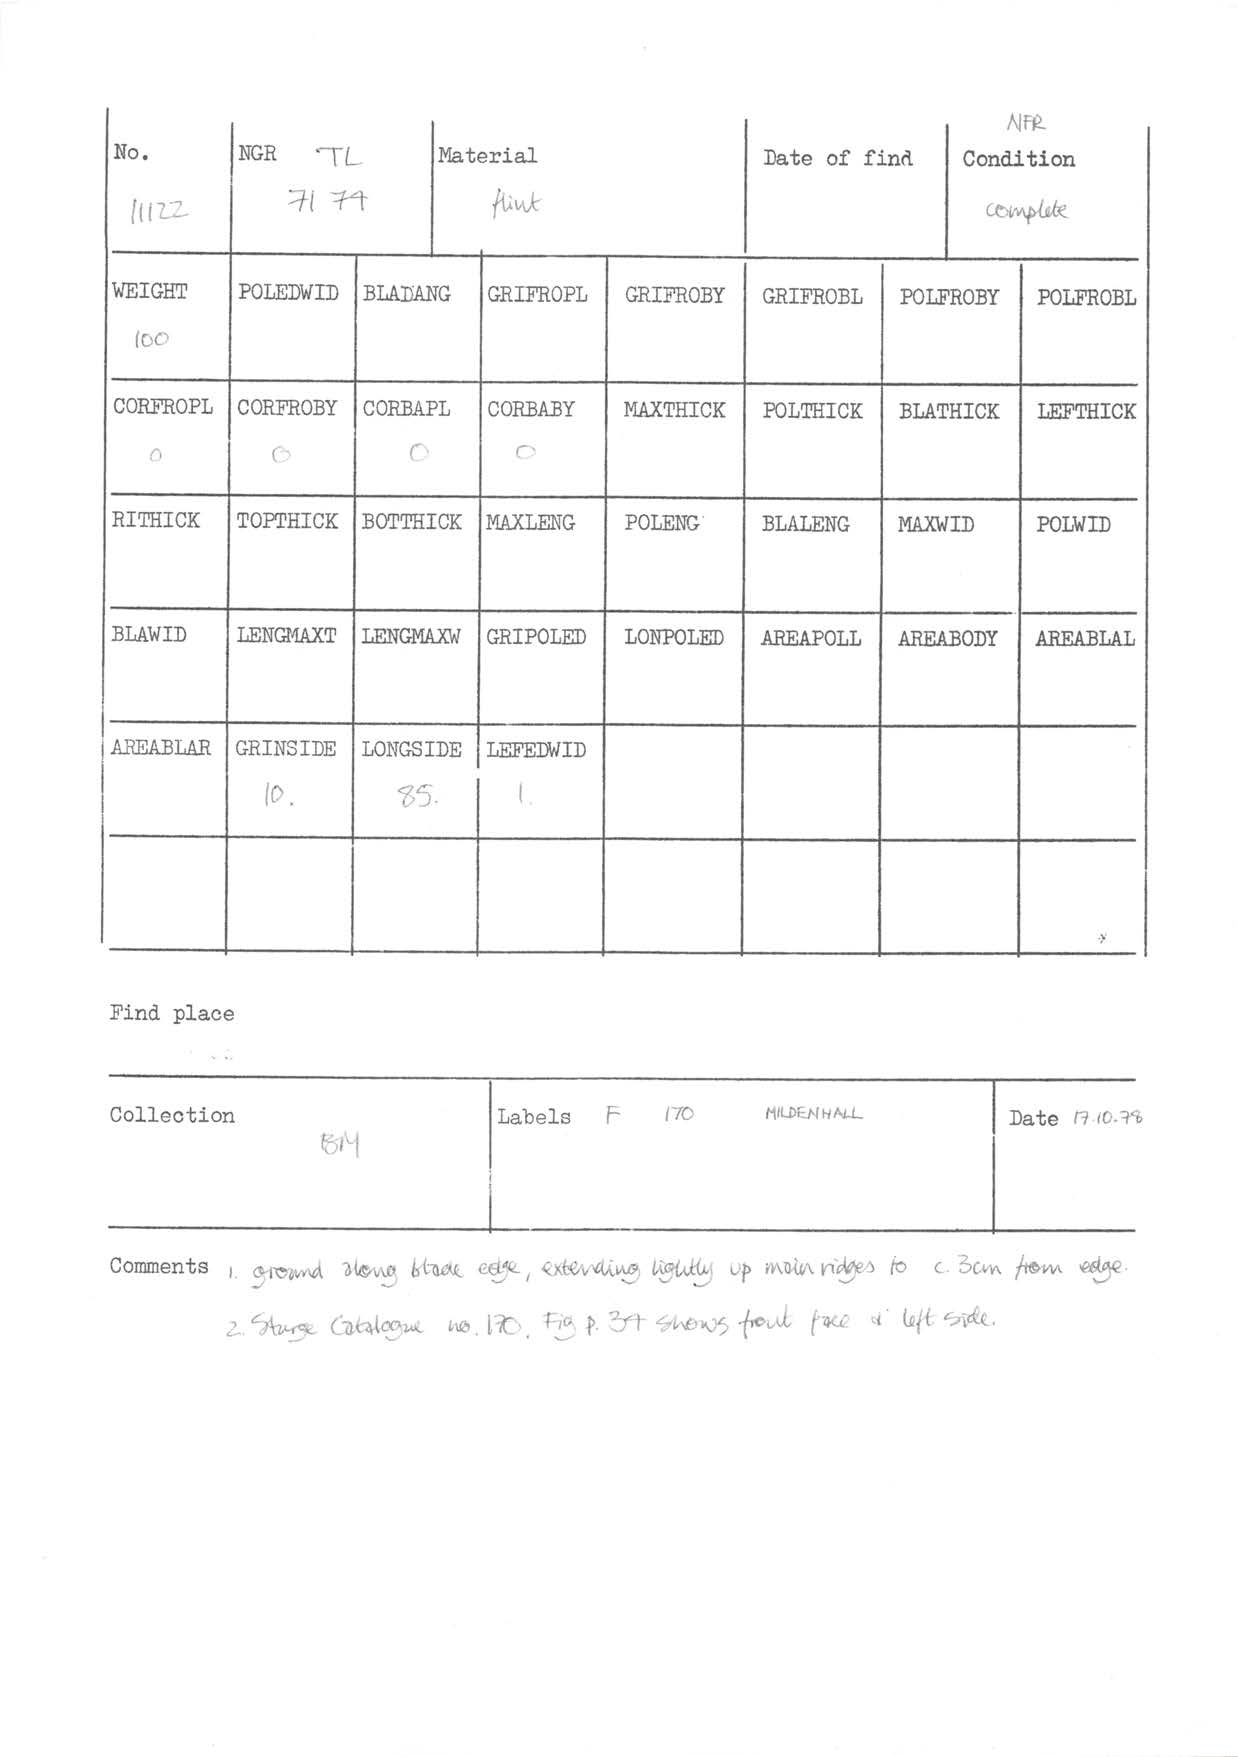 NFR
No. NGR TL Material Date of find Condition
11122 71 74 flint complete
WEIGHT POLEDWID BLADANG GRIFROPL GRIFROBY GRIFROBL POLFROBY POLFROBL
100
CORFROPL CORFROBY CORBAPL CORBABY MAXTHICK POLTHICK BLATHICK LEFTHICK
0 0 0 0
RITHICK TOPTHICK BOTTHICK MAXLENG POLENG BLALENG MAXWID POLWID
BLAWID LENGMAXT LENGMAXW GRIPOLED LONPOLED AREAPOLL AREABODY AREABLAL
AREABLAR GRINSIDE LONGSIDE LEFEDWID
10. 85. 1.
Find place
Collection Labels F 170 MILDENHALL Date 17.10.78
BM
Comments 1. ground along blade edge, extending lightly up main ridges to c. 3cm from edge.
2. Sturge Catalogue no. 170. Fig p. 34 shows front face & left side.